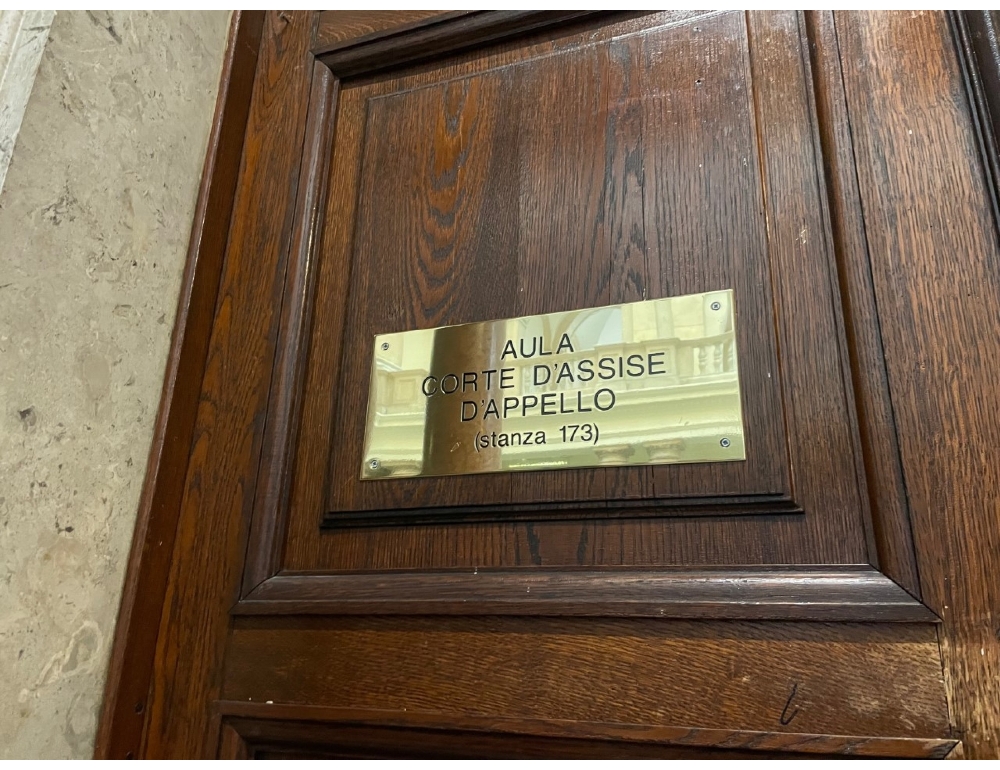 AULA
CORTE D'ASSISE
D'APPELLO
(stanza 173)